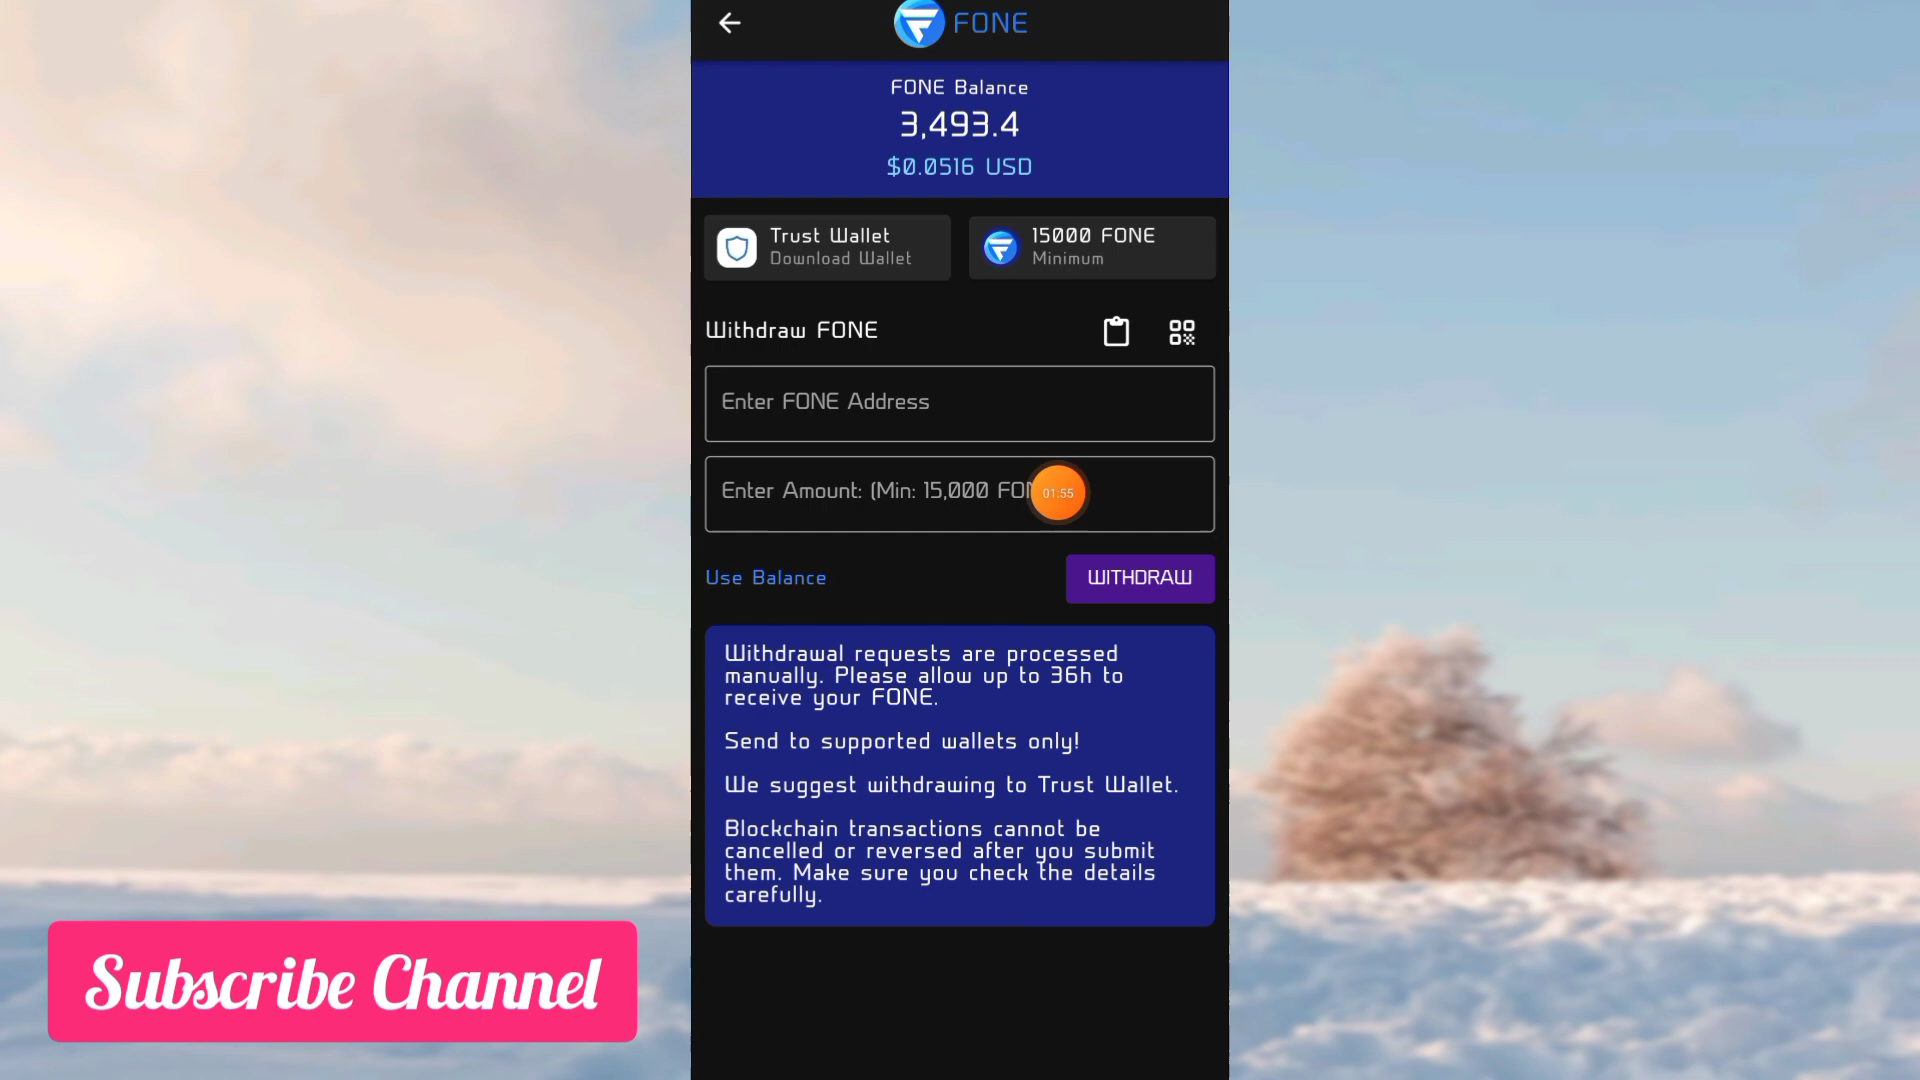 FONE
FONE Balance
3,493.4
$0.0516 USD
Trust Wallet
Download Wallet
15000 FONE
Minimum
Withdraw FONE
Enter FONE Address
Enter Amount: (Min: 15,000 FON
01:55
Use Balance
WITHDRAW
Withdrawal requests are processed
manually. Please allow up to 36h to
receive your FONE.
Send to supported wallets only!
We suggest withdrawing to Trust Wallet.
Blockchain transactions cannot be
cancelled or reversed after you submit
them. Make sure you check the details
carefully.
Subscribe Channel